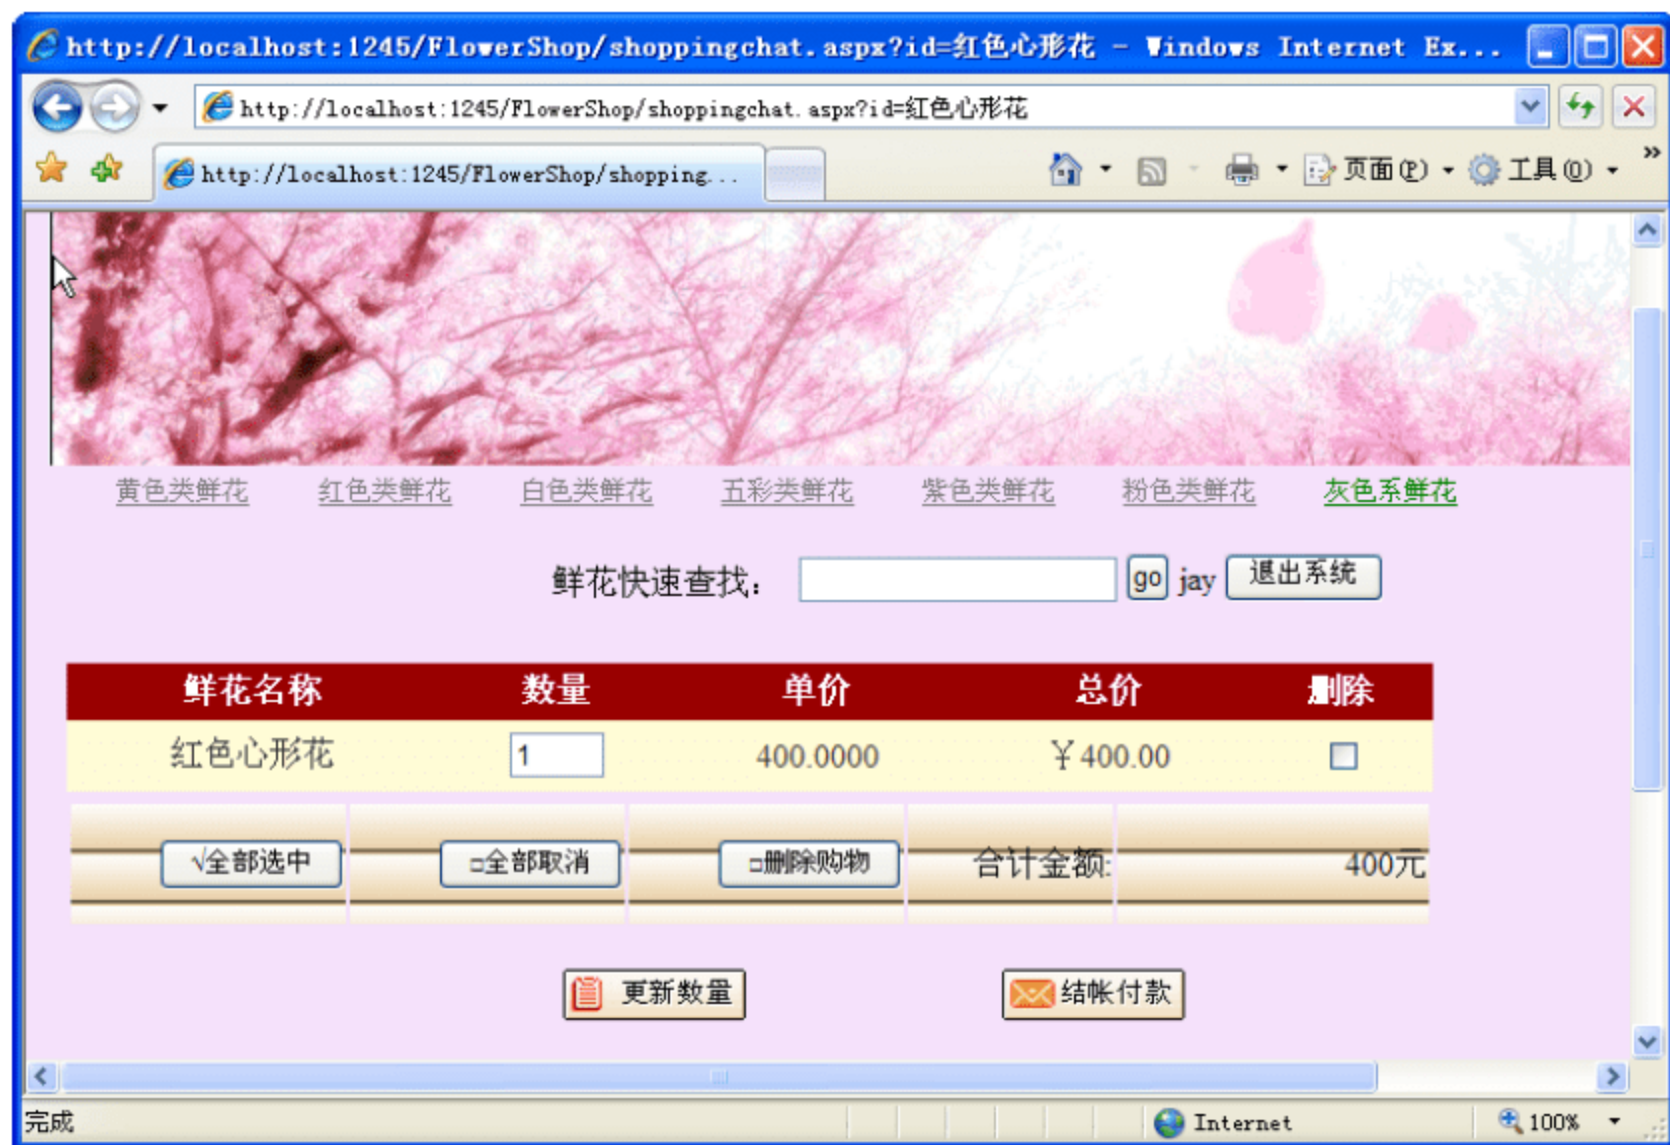 http://localhost:1245/FlowerShop/shoppingchat.aspx?id=红色心形花 - Windows Internet Ex...
http://localhost:1245/FlowerShop/shoppingchat.aspx?id=红色心形花
http://localhost:1245/FlowerShop/shopping... 页面(P) 工具(O) »
黄色类鲜花 红色类鲜花 白色类鲜花 五彩类鲜花 紫色类鲜花 粉色类鲜花 灰色系鲜花
鲜花快速查找: go jay 退出系统
鲜花名称 数量 单价 总价 删除
红色心形花 1 400.0000 ￥400.00
√全部选中 □全部取消 □删除购物 合计金额: 400元
更新数量 结帐付款
完成 Internet 100%